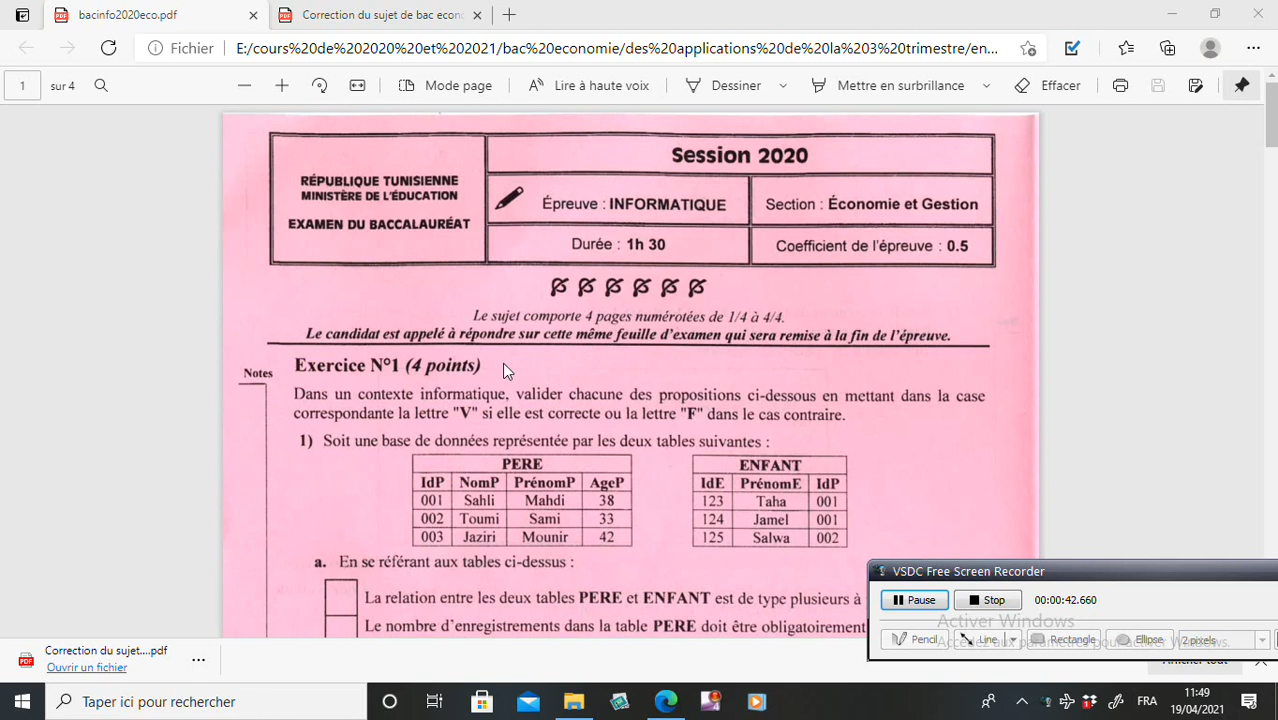 bacinfo2020eco.pdf
Correction du sujet de bac econ
Fichier
E:/cours%20de%202020%20et%202021/bac%20economie/des%20applications%20de%20la%203%20trimestre/en...
1 sur 4
Mode page
Lire à haute voix
Dessiner
Mettre en surbrillance
Effacer
RÉPUBLIQUE TUNISIENNE
MINISTÈRE DE L'ÉDUCATION
EXAMEN DU BACCALAURÉAT
Session 2020
Épreuve : INFORMATIQUE
Section : Économie et Gestion
Durée : 1h 30
Coefficient de l'épreuve : 0.5
Le sujet comporte 4 pages numérotées de 1/4 à 4/4.
Le candidat est appelé à répondre sur cette même feuille d'examen qui sera remise à la fin de l'épreuve.
Notes
Exercice N°1 (4 points)
Dans un contexte informatique, valider chacune des propositions ci-dessous en mettant dans la case
correspondante la lettre "V" si elle est correcte ou la lettre "F" dans le cas contraire.
1) Soit une base de données représentée par les deux tables suivantes :
PERE
IdP NomP PrénomP AgeP
001 Sahli Mahdi 38
002 Toumi Sami 33
003 Jaziri Mounir 42
ENFANT
IdE PrénomE IdP
123 Taha 001
124 Jamel 001
125 Salwa 002
a. En se référant aux tables ci-dessus :
La relation entre les deux tables PERE et ENFANT est de type plusieurs à
Le nombre d'enregistrements dans la table PERE doit être obligatoirement
VSDC Free Screen Recorder
Pause
Stop
00:00:42.660
Activer Windows
Accédez aux paramètres pour activer Windows.
Pencil
Line
Rectangle
Ellipse
2 pixels
Afficher tout
Correction du sujet....pdf
Ouvrir un fichier
Taper ici pour rechercher
FRA
11:49
19/04/2021